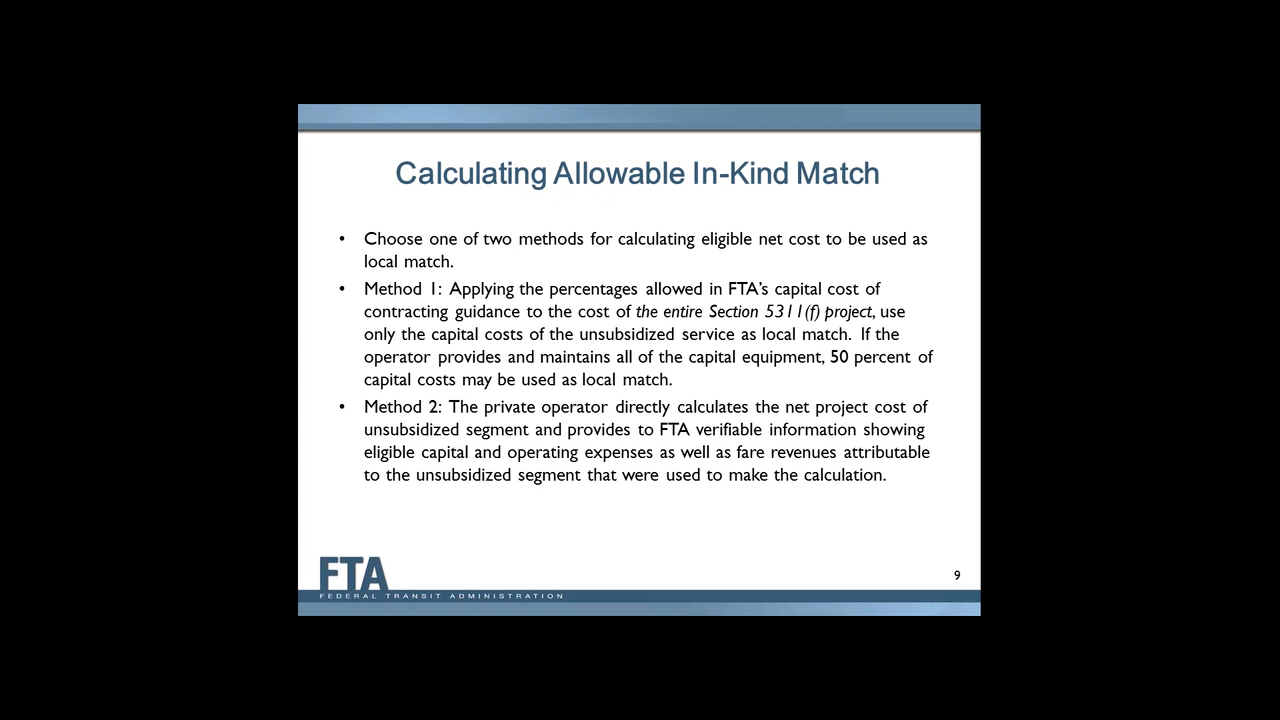 Calculating Allowable In-Kind Match
• Choose one of two methods for calculating eligible net cost to be used as
local match.
• Method 1: Applying the percentages allowed in FTA's capital cost of
contracting guidance to the cost of the entire Section 5311(f) project, use
only the capital costs of the unsubsidized service as local match. If the
operator provides and maintains all of the capital equipment, 50 percent of
capital costs may be used as local match.
• Method 2: The private operator directly calculates the net project cost of
unsubsidized segment and provides to FTA verifiable information showing
eligible capital and operating expenses as well as fare revenues attributable
to the unsubsidized segment that were used to make the calculation.
FTA
9
FEDERAL TRANSIT ADMINISTRATION